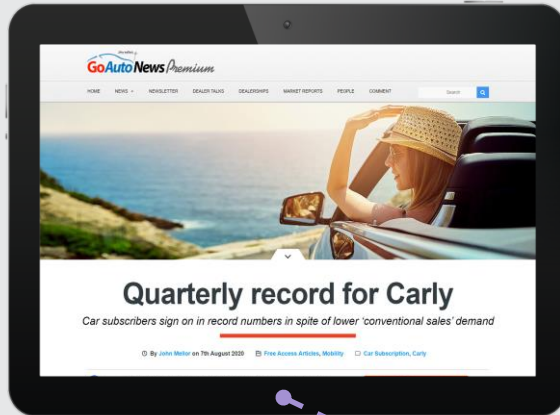 GoAutoNews Premium
HOME NEWS NEWSLETTER DEALER TALKS DEALERSHIPS MARKET REPORTS PEOPLE COMMENT Search
Quarterly record for Carly
Car subscribers sign on in record numbers in spite of lower ‘conventional sales’ demand
By John Mellor on 7th August 2020 Free Access Articles, Mobility Car Subscription, Carly